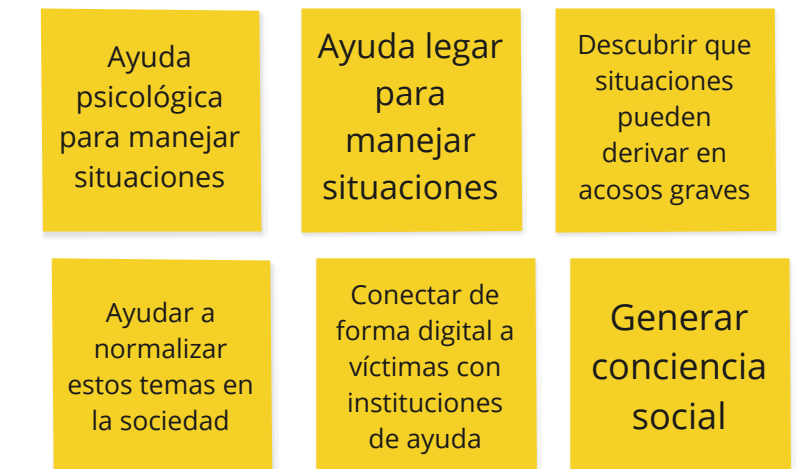 Ayuda
psicológica
para manejar
situaciones
Ayuda legar
para
manejar
situaciones
Descubrir que
situaciones
pueden
derivar en
acosos graves
Ayudar a
normalizar
estos temas en
la sociedad
Conectar de
forma digital a
víctimas con
instituciones
de ayuda
Generar
conciencia
social